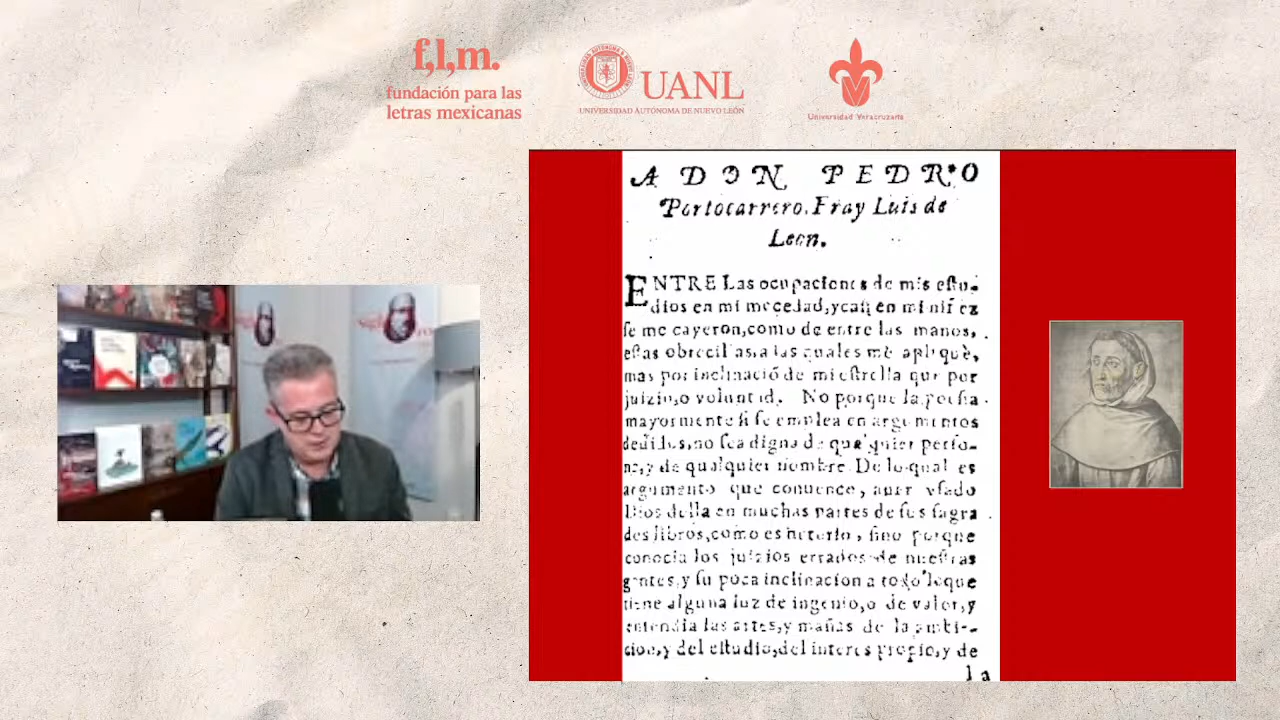 f,l,m.
fundación para las
letras mexicanas
UANL
UNIVERSIDAD AUTÓNOMA DE NUEVO LEÓN
Universidad Veracruzana
A DON PEDRO
Portocarrero. Fray Luis de
Leon.
ENTRE Las ocupaciones de mis eſtu-
dios en mi mocedad, y caſi en mi niñez
ſe me cayeron, como de entre las manos,
eſtas obrecillas, a las quales me apliqué,
mas por inclinació de mi eſtrella que por
juizio, o voluntad. No porque la poeſia
mayormente ſi ſe emplea en argumentos
deuidos, no ſea digna de qualquier perſo-
na, y de qualquier nombre. De lo qual es
argumento que conuence, auer vſado
Dios della en muchas partes de ſus ſagra
dos libros, como es notorio, ſino porque
conocia los juizios errados de nueſtras
gentes, y ſu poca inclinacion a todo lo que
tiene alguna luz de ingenio, o de valor, y
entendia las artes, y mañas de la ambi-
cion, y del eſtudio, del interes propio, y de
la